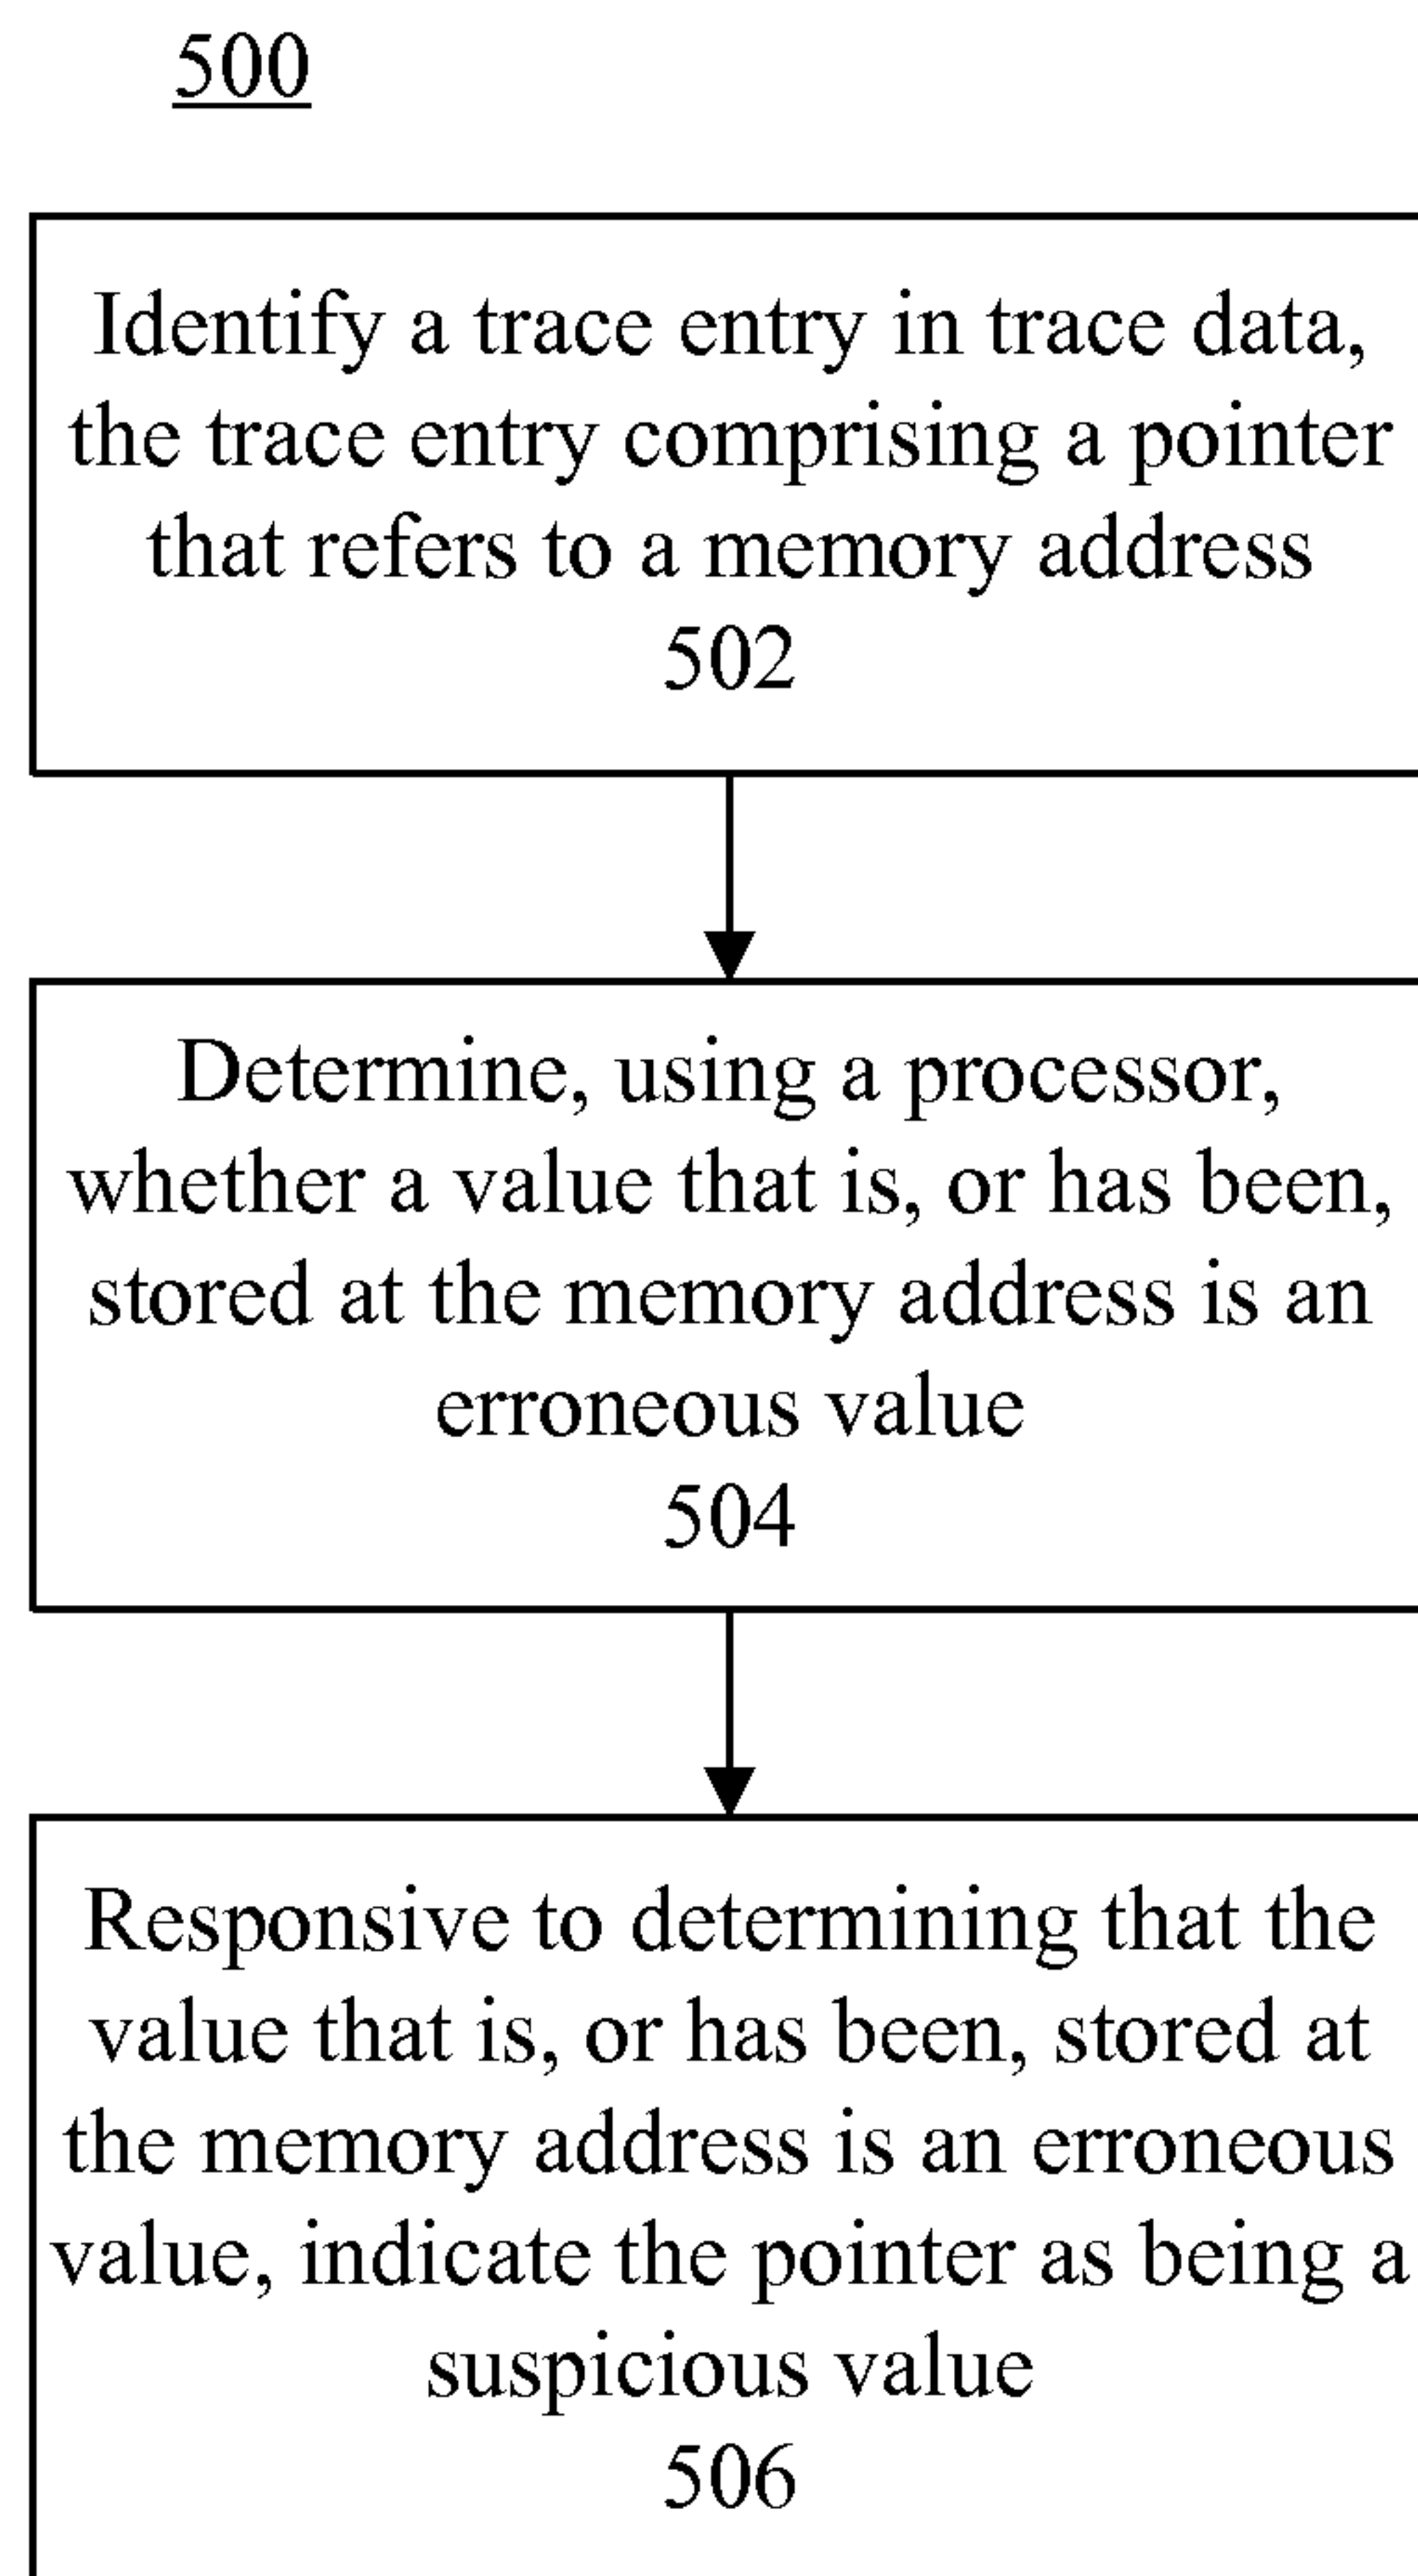 500
Identify a trace entry in trace data,
the trace entry comprising a pointer
that refers to a memory address
502
Determine, using a processor,
whether a value that is, or has been,
stored at the memory address is an
erroneous value
504
Responsive to determining that the
value that is, or has been, stored at
the memory address is an erroneous
value, indicate the pointer as being a
suspicious value
506